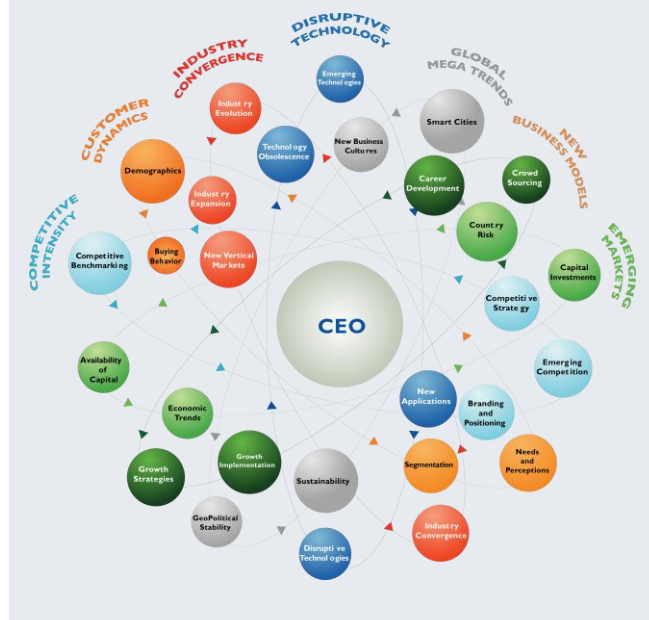 DISRUPTIVE
TECHNOLOGY
INDUSTRY
CONVERGENCE
GLOBAL
MEGA TRENDS
CUSTOMER
DYNAMICS
NEW
BUSINESS MODELS
COMPETITIVE
INTENSITY
EMERGING
MARKETS
Emerging
Technologies
Industry
Evolution
Smart Cities
Technology
Obsolescence
New Business
Cultures
Demographics
Career
Development
Crowd
Sourcing
Industry
Expansion
Country
Risk
Competitive
Benchmarking
Buying
Behavior
New Vertical
Markets
Capital
Investments
Competitive
Strategy
CEO
Availability
of
Capital
Emerging
Competition
Economic
Trends
New
Applications
Branding
and
Positioning
Growth
Strategies
Growth
Implementation
Sustainability
Segmentation
Needs
and
Perceptions
GeoPolitical
Stability
Disruptive
Technologies
Industry
Convergence